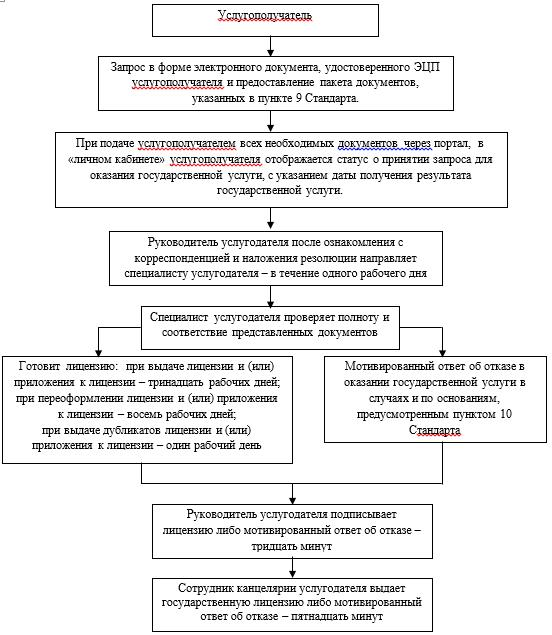 Услугополучатель
Запрос в форме электронного документа, удостоверенного ЭЦП
услугополучателя и предоставление пакета документов,
указанных в пункте 9 Стандарта.
При подаче услугополучателем всех необходимых документов через портал, в
«личном кабинете» услугополучателя отображается статус о принятии запроса для
оказания государственной услуги, с указанием даты получения результата
государственной услуги.
Руководитель услугодателя после ознакомления с
корреспонденцией и наложения резолюции направляет
специалисту услугодателя – в течение одного рабочего дня
Специалист услугодателя проверяет полноту и
соответствие представленных документов
Готовит лицензию: при выдаче лицензии и (или)
приложения к лицензии – тринадцать рабочих дней;
при переоформлении лицензии и (или) приложения
к лицензии – восемь рабочих дней;
при выдаче дубликатов лицензии и (или)
приложения к лицензии – один рабочий день
Мотивированный ответ об отказе в
оказании государственной услуги в
случаях и по основаниям,
предусмотренным пунктом 10
Стандарта
Руководитель услугодателя подписывает
лицензию либо мотивированный ответ об отказе –
тридцать минут
Сотрудник канцелярии услугодателя выдает
государственную лицензию либо мотивированный
ответ об отказе – пятнадцать минут